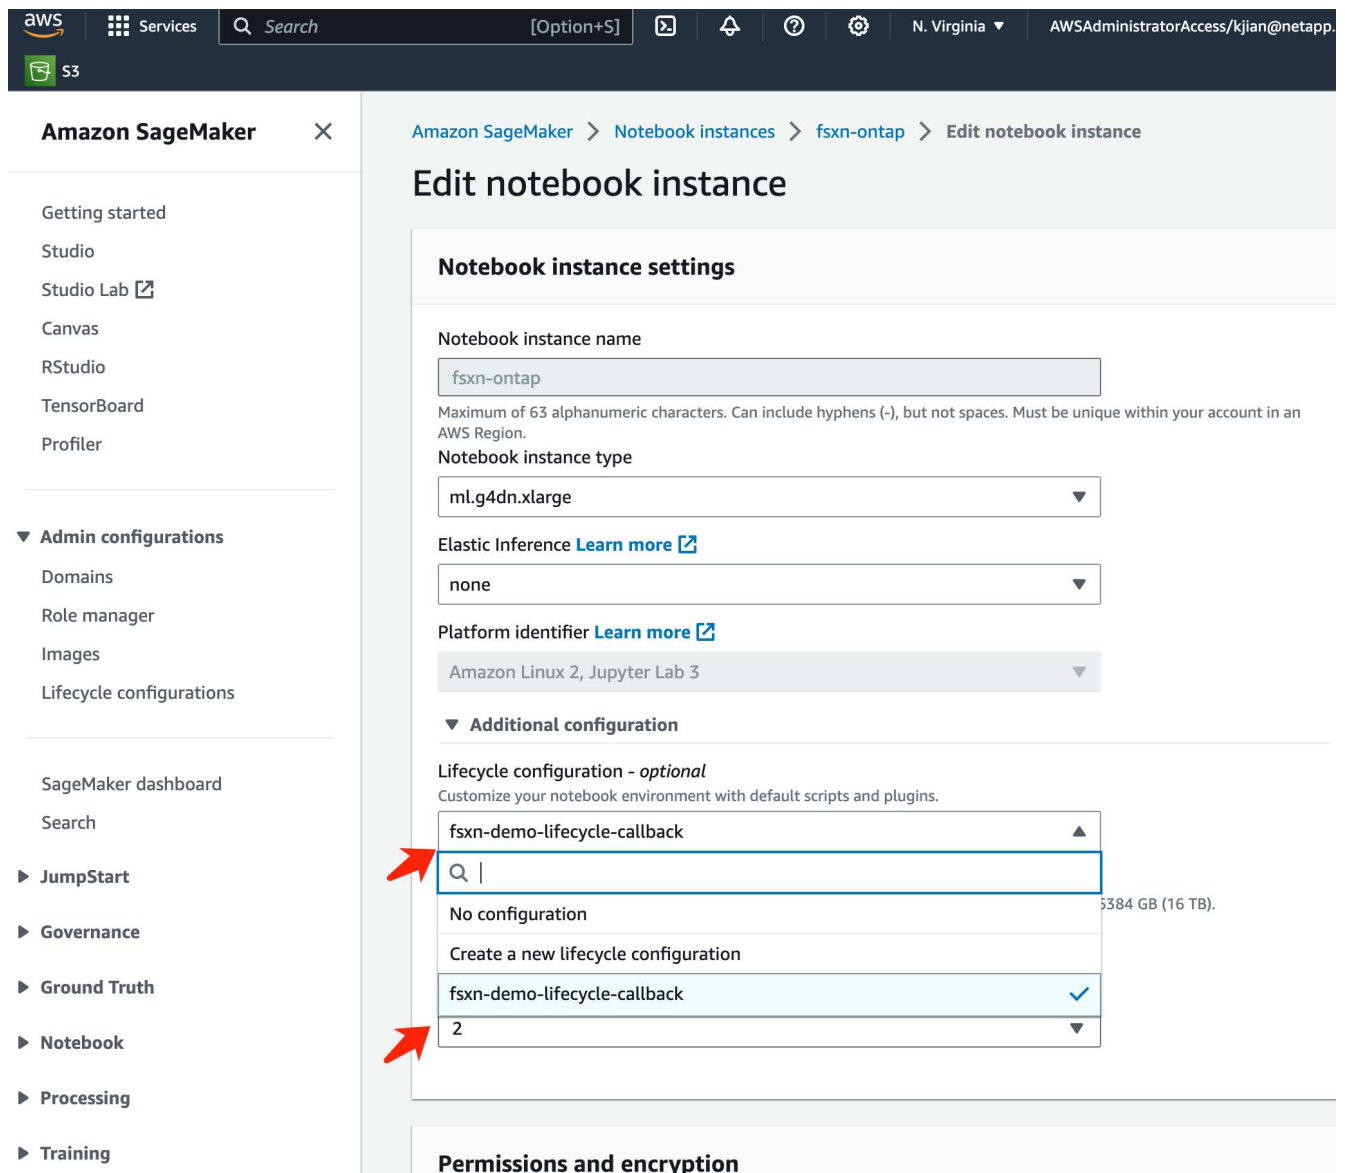 aws Services Search [Option+S] N. Virginia AWSAdministratorAccess/kjian@netapp.
S3
Amazon SageMaker
Getting started
Studio
Studio Lab
Canvas
RStudio
TensorBoard
Profiler
Admin configurations
Domains
Role manager
Images
Lifecycle configurations
SageMaker dashboard
Search
JumpStart
Governance
Ground Truth
Notebook
Processing
Training
Amazon SageMaker > Notebook instances > fsxn-ontap > Edit notebook instance
Edit notebook instance
Notebook instance settings
Notebook instance name
fsxn-ontap
Maximum of 63 alphanumeric characters. Can include hyphens (-), but not spaces. Must be unique within your account in an
AWS Region.
Notebook instance type
ml.g4dn.xlarge
Elastic Inference Learn more
none
Platform identifier Learn more
Amazon Linux 2, Jupyter Lab 3
Additional configuration
Lifecycle configuration - optional
Customize your notebook environment with default scripts and plugins.
fsxn-demo-lifecycle-callback
No configuration
384 GB (16 TB).
Create a new lifecycle configuration
fsxn-demo-lifecycle-callback
2
Permissions and encryption